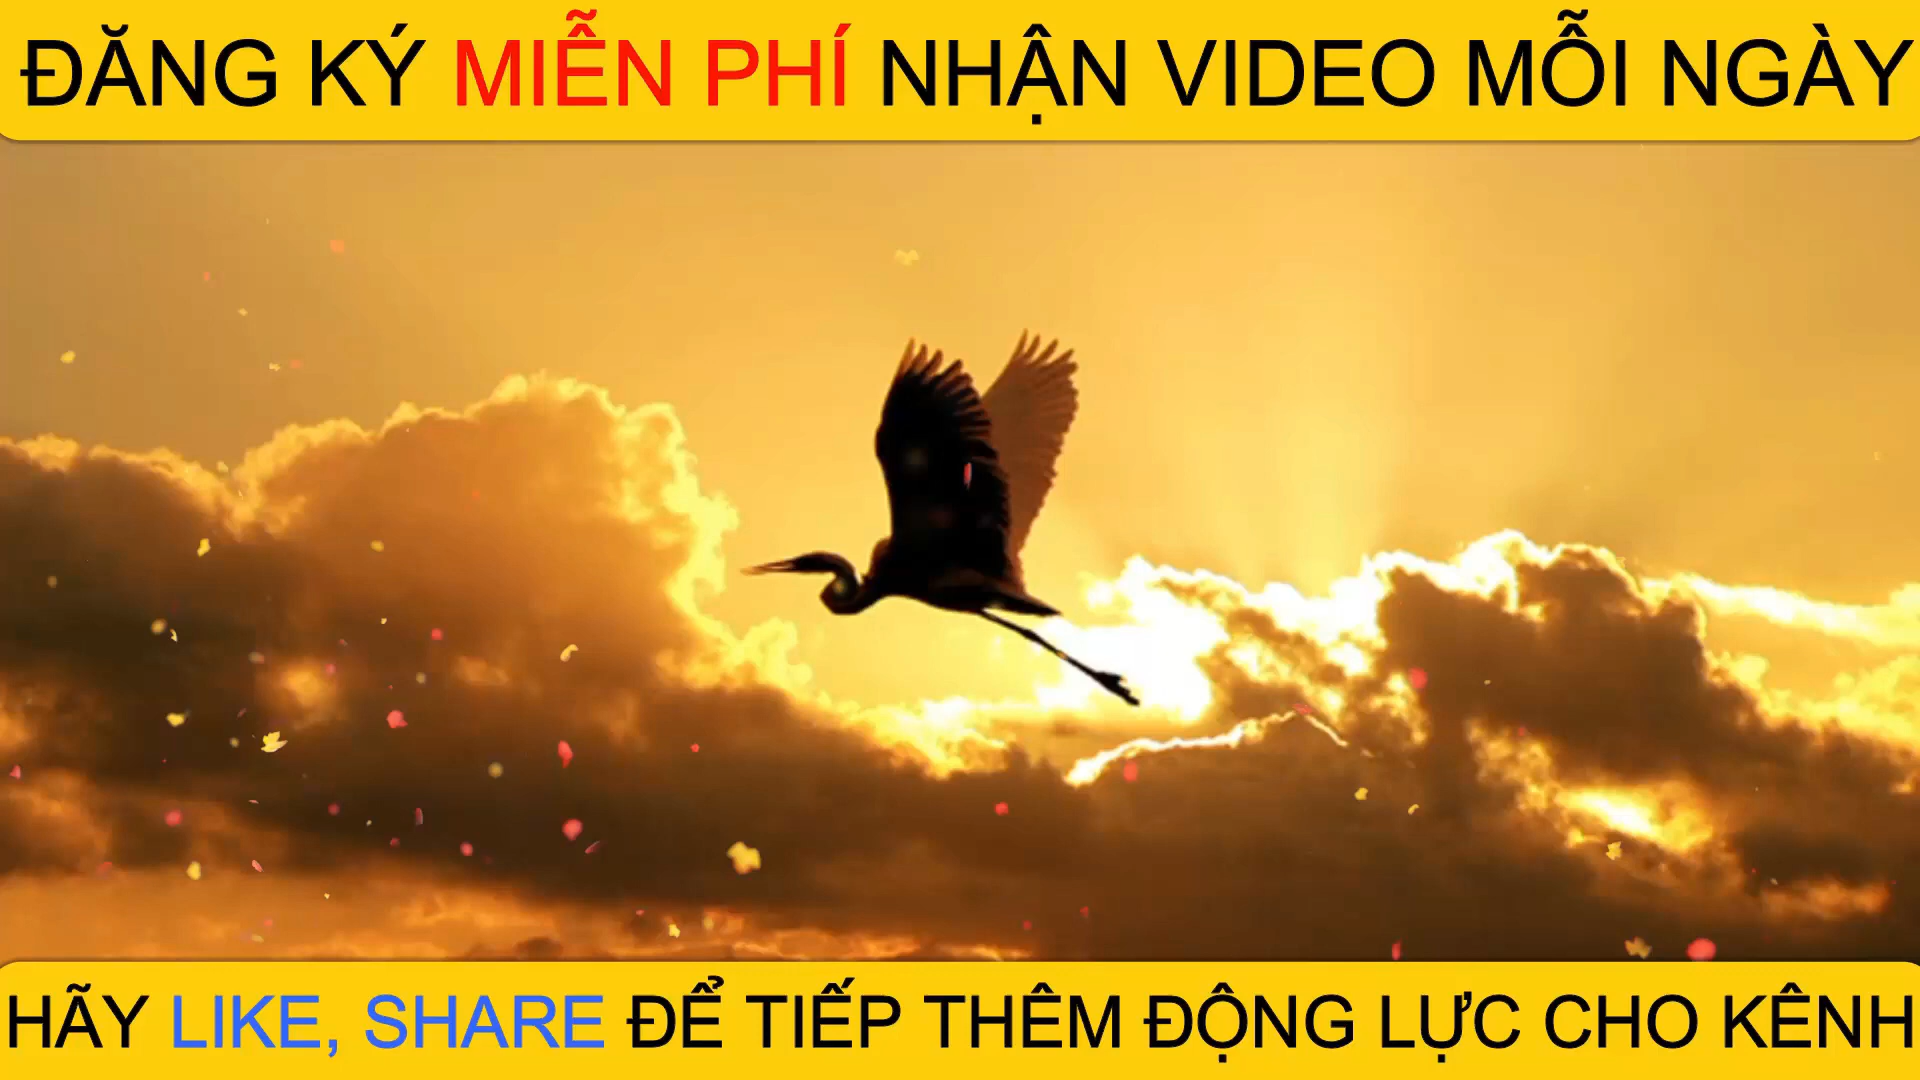 ĐĂNG KÝ MIỄN PHÍ NHẬN VIDEO MỖI NGÀY
HÃY LIKE, SHARE ĐỂ TIẾP THÊM ĐỘNG LỰC CHO KÊNH